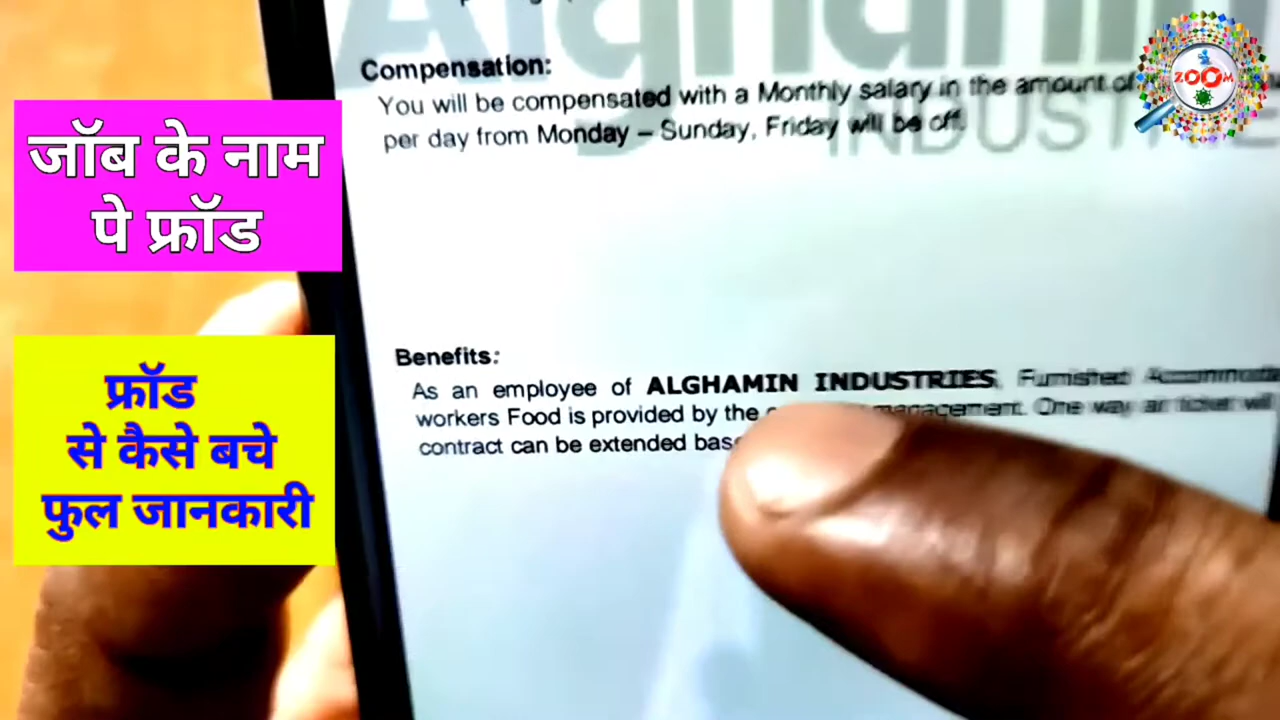 Alghamin
INDUSTRIE
Compensation:
You will be compensated with a Monthly salary in the amount of
per day from Monday – Sunday, Friday will be off.
Benefits:
As an employee of ALGHAMIN INDUSTRIES, Furnished
workers Food is provided by the management. One way air ticket will
contract can be extended
जॉब के नाम
पे फ्रॉड
फ्रॉड
से कैसे बचे
फुल जानकारी
ZOOM